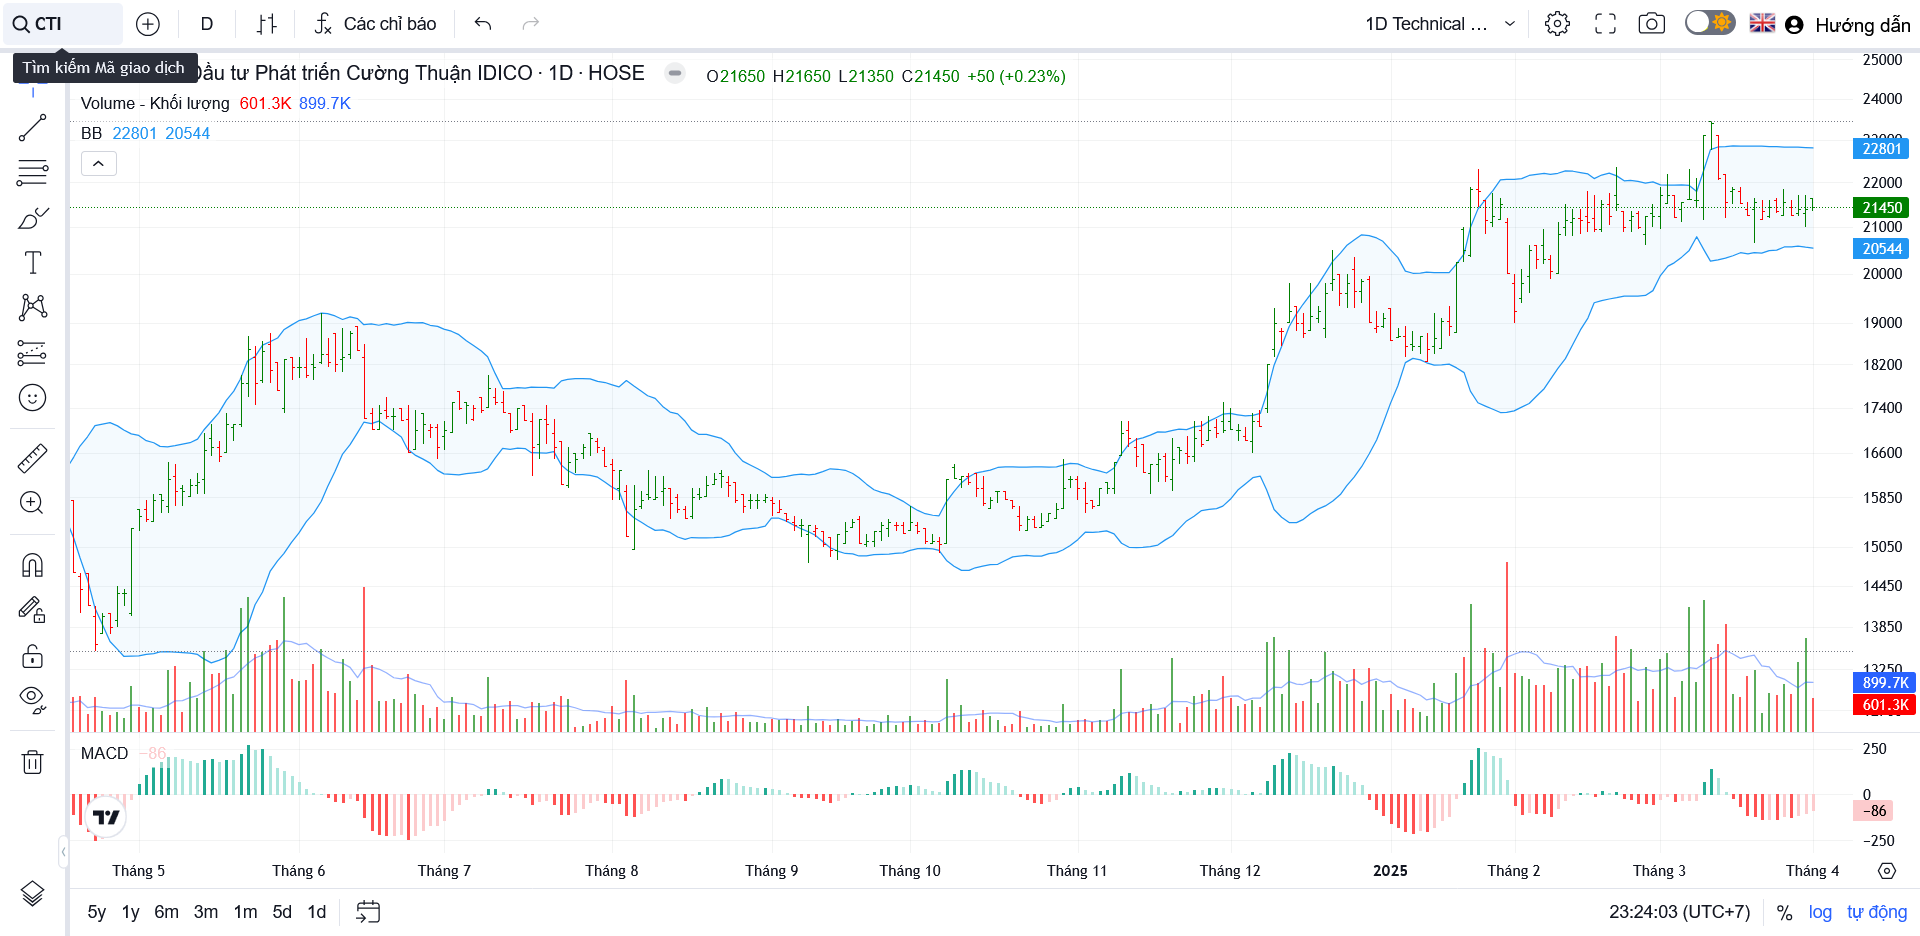 CTI
D
Các chỉ báo
1D Technical ...
Hướng dẫn
Tìm kiếm Mã giao dịch
Đầu tư Phát triển Cường Thuận IDICO · 1D · HOSE
O21650 H21650 L21350 C21450 +50 (+0.23%)
Volume - Khối lượng 601.3K 899.7K
BB 22801 20544
25000
24000
22801
22000
21450
21000
20544
20000
19000
18200
17400
16600
15850
15050
14450
13850
13250
899.7K
601.3K
MACD −86
250
0
−86
−250
Tháng 5 Tháng 6 Tháng 7 Tháng 8 Tháng 9 Tháng 10 Tháng 11 Tháng 12 2025 Tháng 2 Tháng 3 Tháng 4
5y 1y 6m 3m 1m 5d 1d
23:24:03 (UTC+7) % log tự động